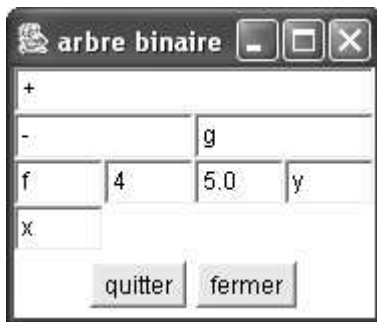 arbre binaire
+
- g
f 4 5.0 y
x
quitter fermer